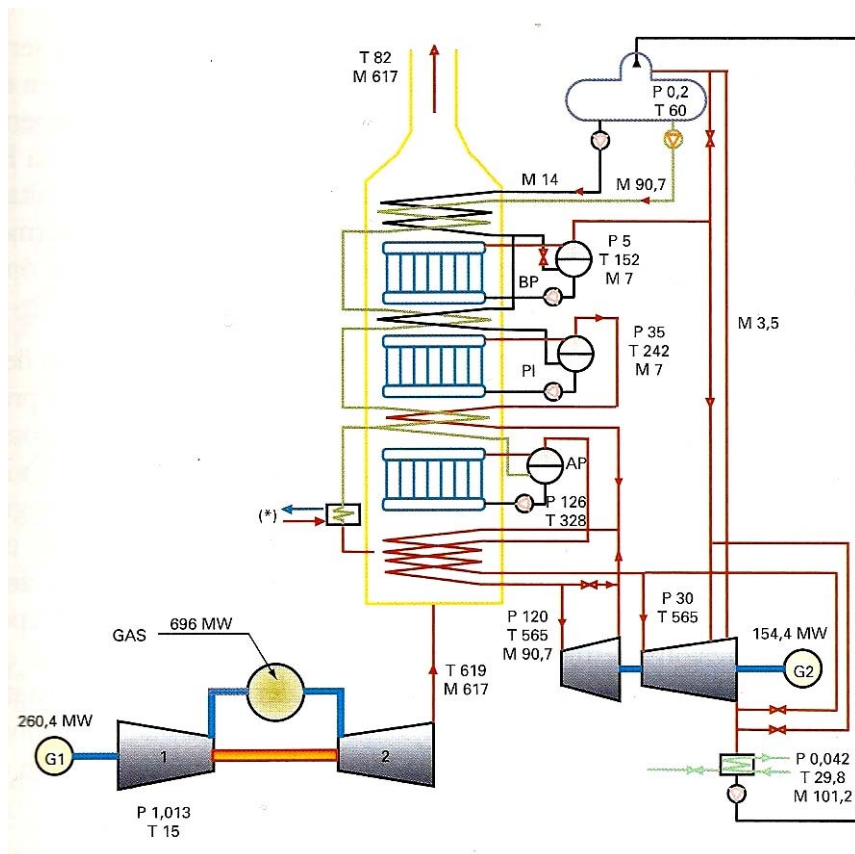 T 82
M 617
P 0,2
T 60
M 14
M 90,7
P 5
T 152
M 7
BP
M 3,5
P 35
T 242
M 7
PI
AP
P 126
T 328
(*)
P 120
T 565
M 90,7
P 30
T 565
154,4 MW
G2
696 MW
GAS
T 619
M 617
260,4 MW
G1
1
2
P 1,013
T 15
P 0,042
T 29,8
M 101,2